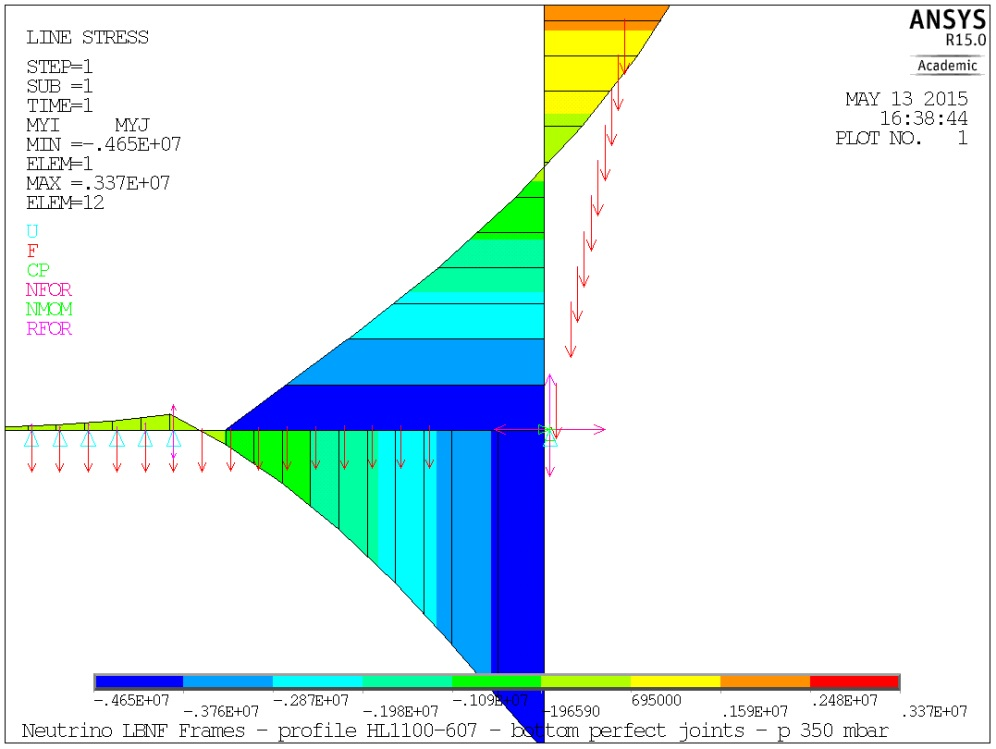 ANSYS
R15.0
Academic
LINE STRESS
STEP=1
SUB =1
TIME=1
MYI      MYJ
MIN =-.465E+07
ELEM=1
MAX =.337E+07
ELEM=12
U
F
CP
NFOR
NMOM
RFOR
MAY 13 2015
16:38:44
PLOT NO.   1
-.465E+07 -.287E+07 -.109E+07 695000 .248E+07
-.376E+07 -.198E+07 -196590 .159E+07 .337E+07
Neutrino LBNF Frames - profile HL1100-607 - bottom perfect joints - p 350 mbar